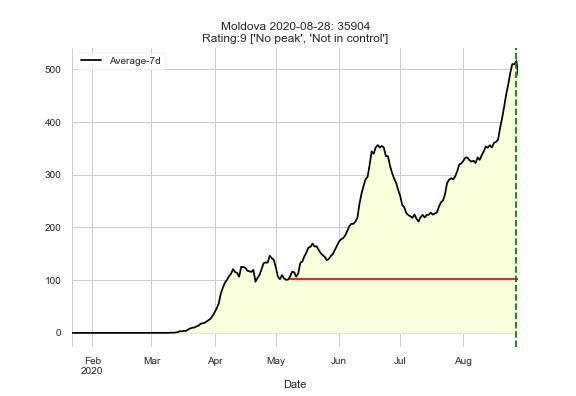 Moldova 2020-08-28: 35904
Rating:9 ['No peak', 'Not in control']
Average-7d
500
400
300
200
100
0
Feb Mar Apr May Jun Jul Aug
2020
Date